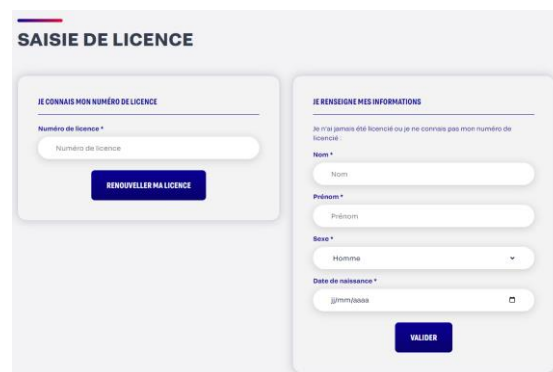 SAISIE DE LICENCE
JE CONNAIS MON NUMÉRO DE LICENCE
Numéro de licence *
Numéro de licence
RENOUVELLER MA LICENCE
JE RENSEIGNE MES INFORMATIONS
Je n'ai jamais été licencié ou je ne connais pas mon numéro de
licencié :
Nom *
Nom
Prénom *
Prénom
Sexe *
Homme
Date de naissance *
jj/mm/aaaa
VALIDER